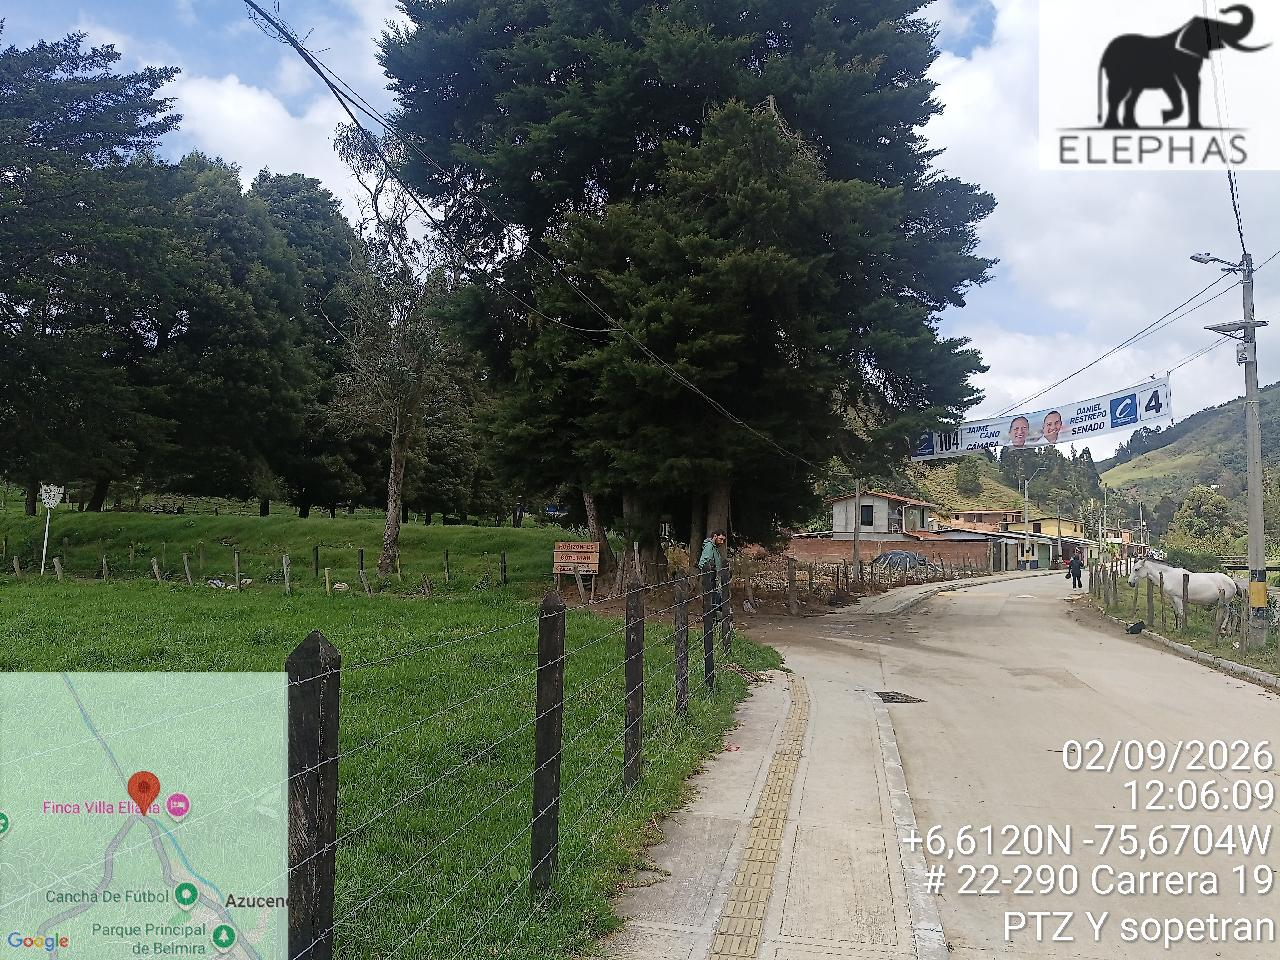 ELEPHAS
104
JAIME
CANO
CÁMARA
DANIEL
RESTREPO
SENADO
4
HORIZONTES
02/09/2026
12:06:09
+6,6120N -75,6704W
# 22-290 Carrera 19
PTZ Y sopetran
Finca Villa Eliana
Cancha De Fútbol
Azucen
Parque Principal
de Belmira
Google